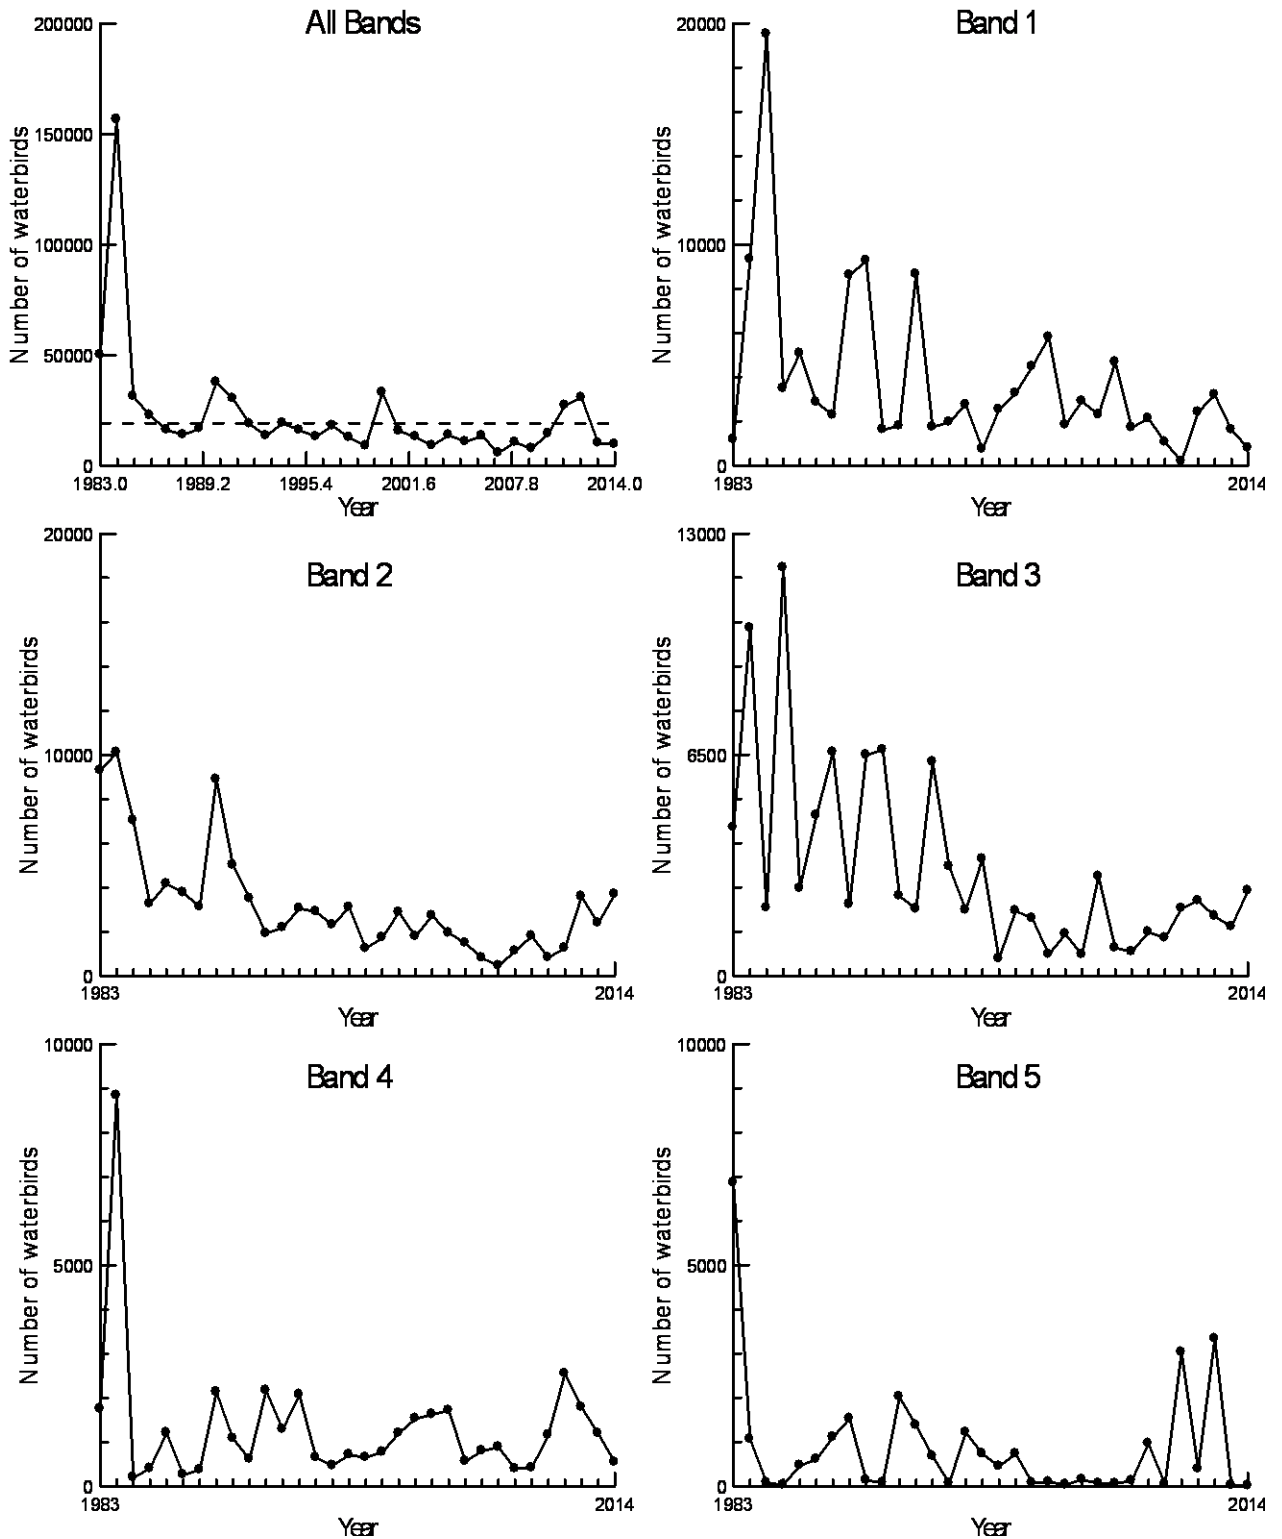 All Bands
200000
150000
100000
50000
0
Number of waterbirds
1983.0 1989.2 1995.4 2001.6 2007.8 2014.0
Year
Band 1
20000
10000
0
Number of waterbirds
1983 2014
Year
Band 2
20000
10000
0
Number of waterbirds
1983 2014
Year
Band 3
13000
6500
0
Number of waterbirds
1983 2014
Year
Band 4
10000
5000
0
Number of waterbirds
1983 2014
Year
Band 5
10000
5000
0
Number of waterbirds
1983 2014
Year